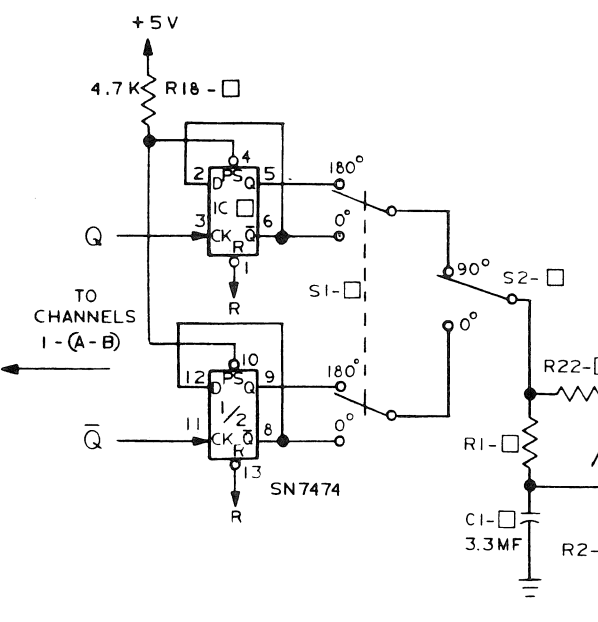 +5V
4.7K R18-□
4
2 D PS Q 5
180°
IC □
3 6
Q CK Q̅
0°
R
1
R
90° S2-□
S1-□
TO
CHANNELS
1-(A-B)
0°
10
12 D PS Q 9
180°
R22-
1/2
11 8
Q̅ CK Q̅
0°
R
13
R1-□
SN7474
R
C1-□
3.3MF
R2-